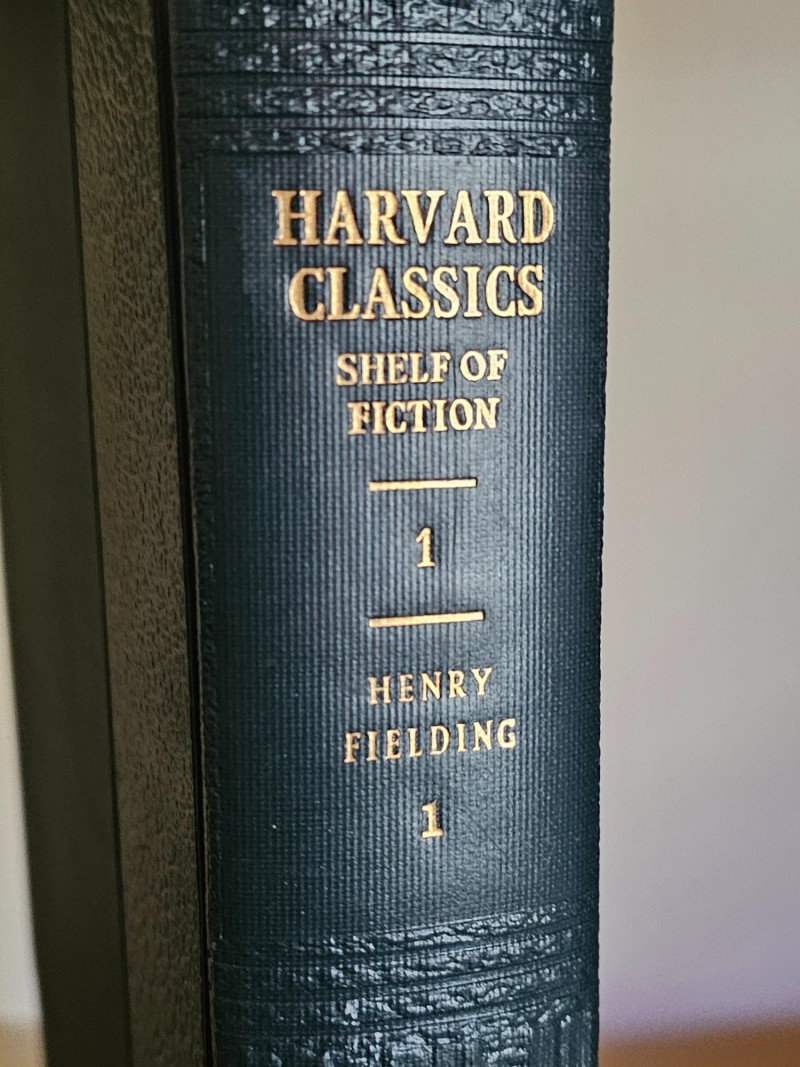 HARVARD
CLASSICS
SHELF OF
FICTION
1
HENRY
FIELDING
1